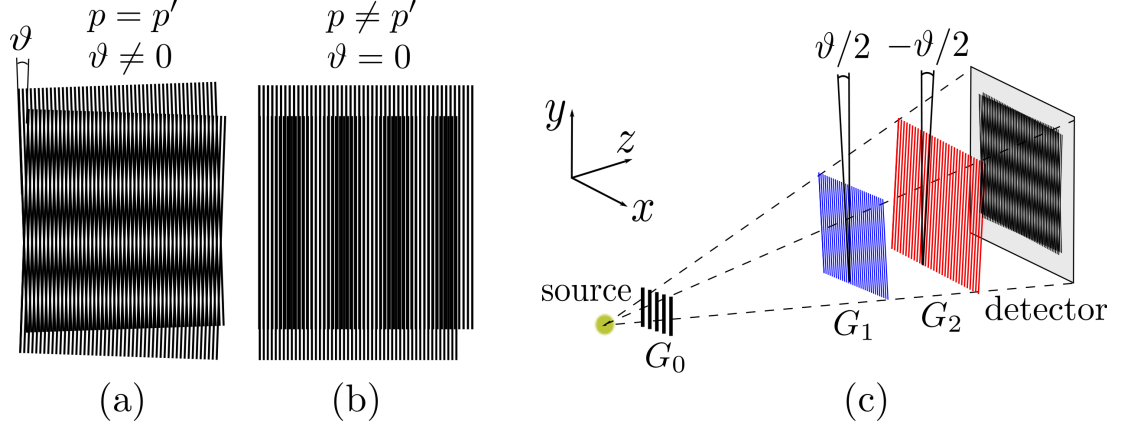 ϑ
p = p′
ϑ ≠ 0
p ≠ p′
ϑ = 0
(a)
(b)
y
z
x
source
G₀
ϑ/2
−ϑ/2
G₁
G₂
detector
(c)